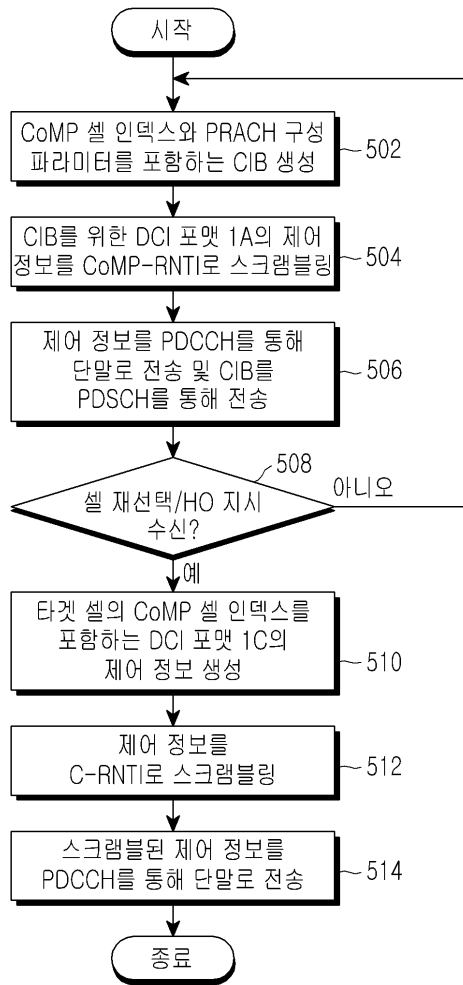 시작
CoMP 셀 인덱스와 PRACH 구성
파라미터를 포함하는 CIB 생성
502
CIB를 위한 DCI 포맷 1A의 제어
정보를 CoMP-RNTI로 스크램블링
504
제어 정보를 PDCCH를 통해
단말로 전송 및 CIB를
PDSCH를 통해 전송
506
508
셀 재선택/HO 지시
수신?
아니오
예
타겟 셀의 CoMP 셀 인덱스를
포함하는 DCI 포맷 1C의
제어 정보 생성
510
제어 정보를
C-RNTI로 스크램블링
512
스크램블된 제어 정보를
PDCCH를 통해 단말로 전송
514
종료